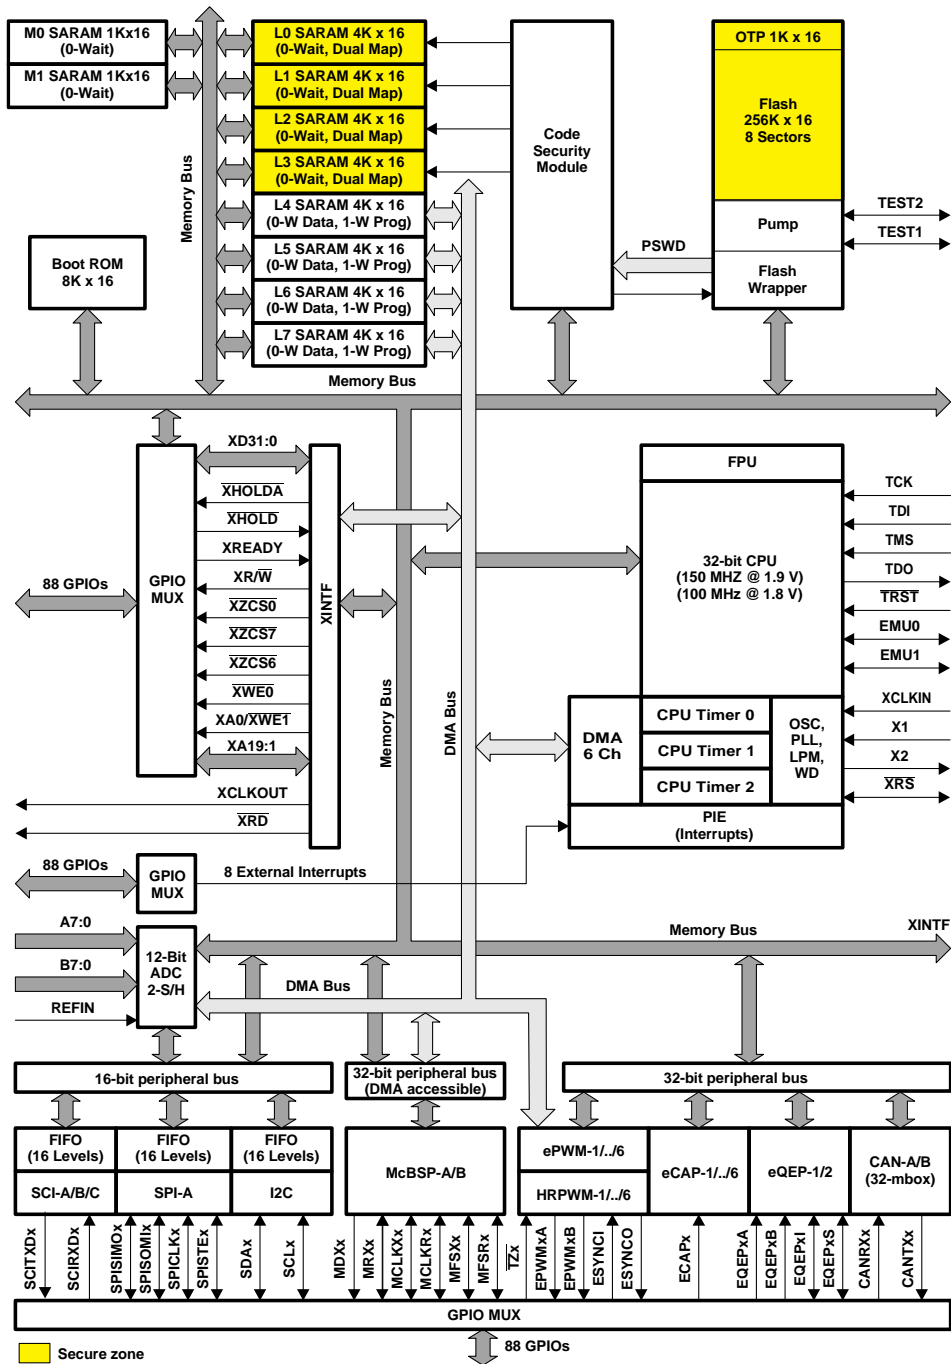 M0 SARAM 1Kx16
(0-Wait)
M1 SARAM 1Kx16
(0-Wait)
L0 SARAM 4K x 16
(0-Wait, Dual Map)
L1 SARAM 4K x 16
(0-Wait, Dual Map)
L2 SARAM 4K x 16
(0-Wait, Dual Map)
L3 SARAM 4K x 16
(0-Wait, Dual Map)
L4 SARAM 4K x 16
(0-W Data, 1-W Prog)
L5 SARAM 4K x 16
(0-W Data, 1-W Prog)
L6 SARAM 4K x 16
(0-W Data, 1-W Prog)
L7 SARAM 4K x 16
(0-W Data, 1-W Prog)
Memory Bus
Code
Security
Module
OTP 1K x 16
Flash
256K x 16
8 Sectors
Pump
Flash
Wrapper
TEST2
TEST1
PSWD
Boot ROM
8K x 16
Memory Bus
XD31:0
XHOLDA
XHOLD
XREADY
XR/W
XZCS0
XZCS7
XZCS6
XWE0
XA0/XWE1
XA19:1
XCLKOUT
XRD
88 GPIOs
GPIO
MUX
XINTF
Memory Bus
DMA Bus
FPU
32-bit CPU
(150 MHZ @ 1.9 V)
(100 MHz @ 1.8 V)
TCK
TDI
TMS
TDO
TRST
EMU0
EMU1
XCLKIN
X1
X2
XRS
DMA
6 Ch
CPU Timer 0
CPU Timer 1
CPU Timer 2
OSC,
PLL,
LPM,
WD
PIE
(Interrupts)
88 GPIOs
GPIO
MUX
8 External Interrupts
A7:0
B7:0
REFIN
12-Bit
ADC
2-S/H
Memory Bus
XINTF
DMA Bus
16-bit peripheral bus
32-bit peripheral bus
(DMA accessible)
32-bit peripheral bus
FIFO
(16 Levels)
SCI-A/B/C
FIFO
(16 Levels)
SPI-A
FIFO
(16 Levels)
I2C
McBSP-A/B
ePWM-1/../6
HRPWM-1/../6
eCAP-1/../6
eQEP-1/2
CAN-A/B
(32-mbox)
SCITXDx
SCIRXDx
SPISIMOx
SPISOMIx
SPICLKx
SPISTEx
SDAx
SCLx
MDXx
MRXx
MCLKXx
MCLKRx
MFSXx
MFSRx
TZx
EPWMxA
EPWMxB
ESYNCI
ESYNCO
ECAPx
EQEPxA
EQEPxB
EQEPxI
EQEPxS
CANRXx
CANTXx
GPIO MUX
88 GPIOs
Secure zone